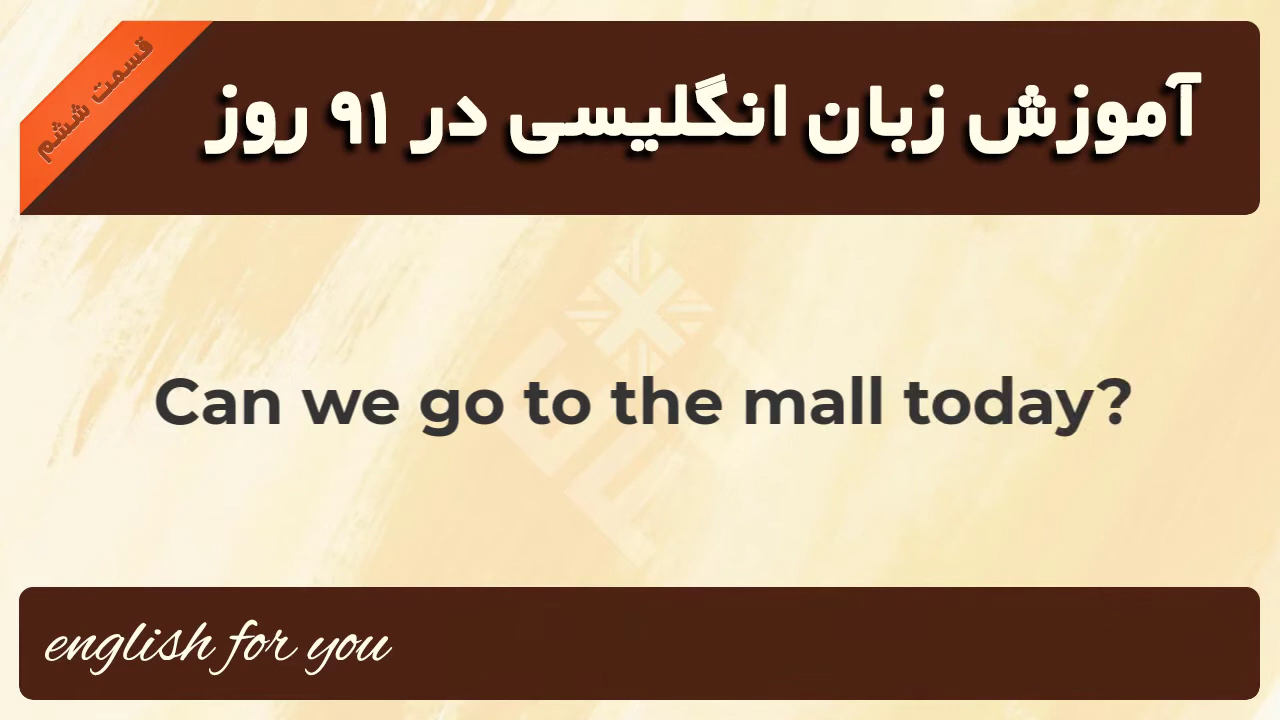 قسمت ششم
آموزش زبان انگلیسی در ۹۱ روز
Can we go to the mall today?
english for you